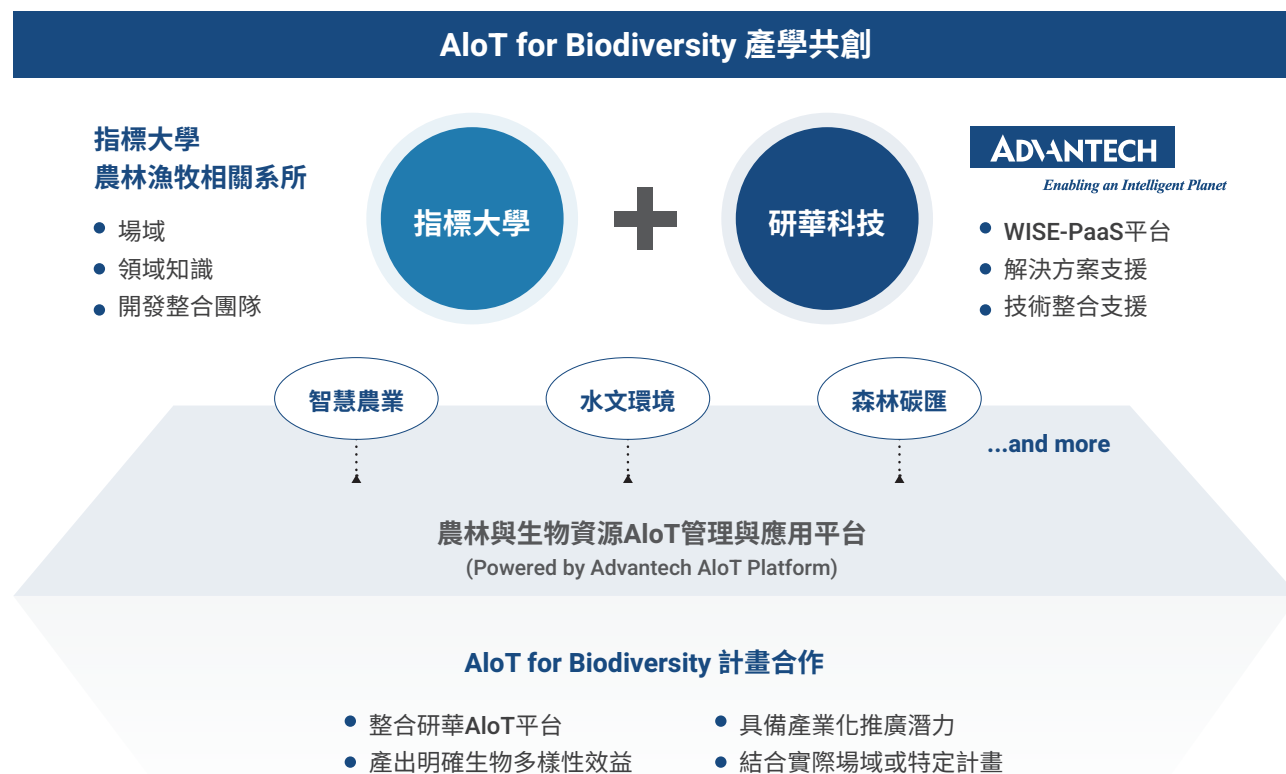 AIoT for Biodiversity 產學共創
指標大學
農林漁牧相關系所
場域
領域知識
開發整合團隊
指標大學
研華科技
ADVANTECH
Enabling an Intelligent Planet
WISE-PaaS平台
解決方案支援
技術整合支援
智慧農業
水文環境
森林碳匯
...and more
農林與生物資源AIoT管理與應用平台
(Powered by Advantech AIoT Platform)
AIoT for Biodiversity 計畫合作
整合研華AIoT平台
產出明確生物多樣性效益
具備產業化推廣潛力
結合實際場域或特定計畫